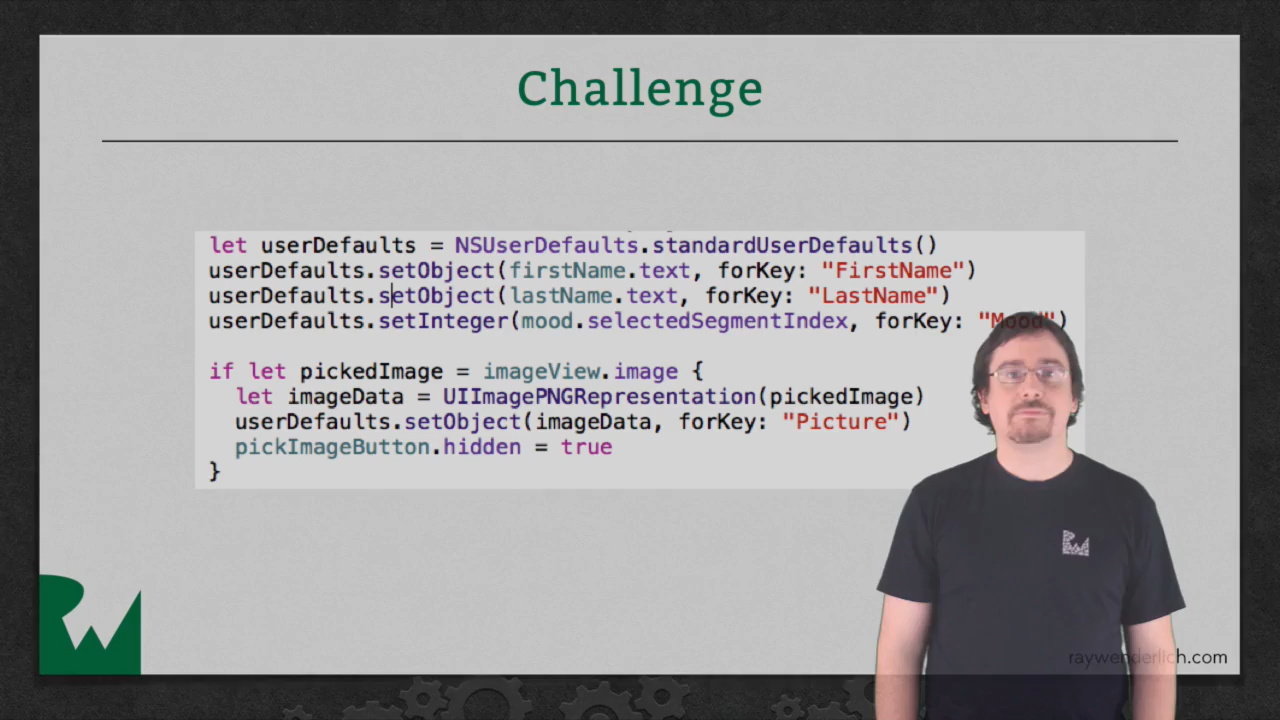 Challenge
let userDefaults = NSUserDefaults.standardUserDefaults()
userDefaults.setObject(firstName.text, forKey: "FirstName")
userDefaults.setObject(lastName.text, forKey: "LastName")
userDefaults.setInteger(mood.selectedSegmentIndex, forKey: "Mood")
if let pickedImage = imageView.image {
let imageData = UIImagePNGRepresentation(pickedImage)
userDefaults.setObject(imageData, forKey: "Picture")
pickImageButton.hidden = true
}
RW
RW
raywenderlich.com